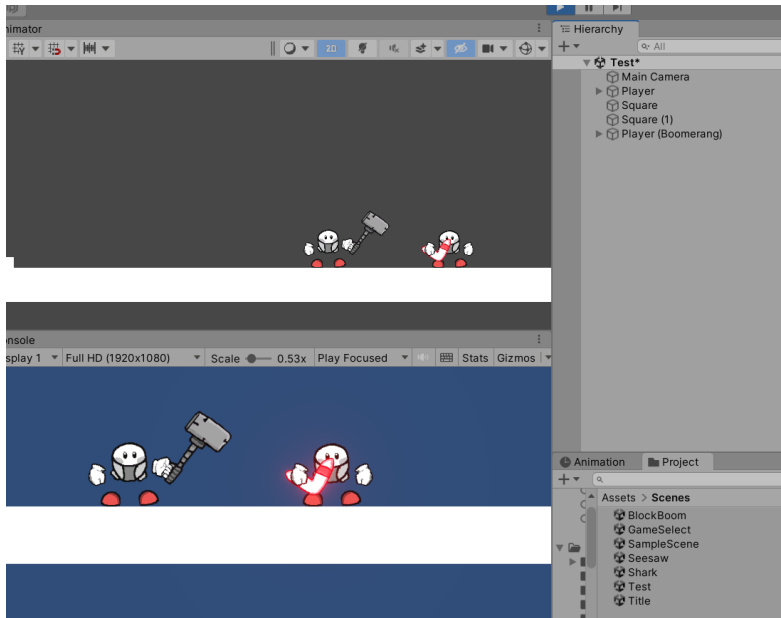 nimator
Hierarchy
2D
All
Test*
Main Camera
Player
Square
Square (1)
Player (Boomerang)
onsole
splay 1 Full HD (1920x1080) Scale 0.53x Play Focused Stats Gizmos
Animation Project
Assets > Scenes
BlockBoom
GameSelect
SampleScene
Seesaw
Shark
Test
Title